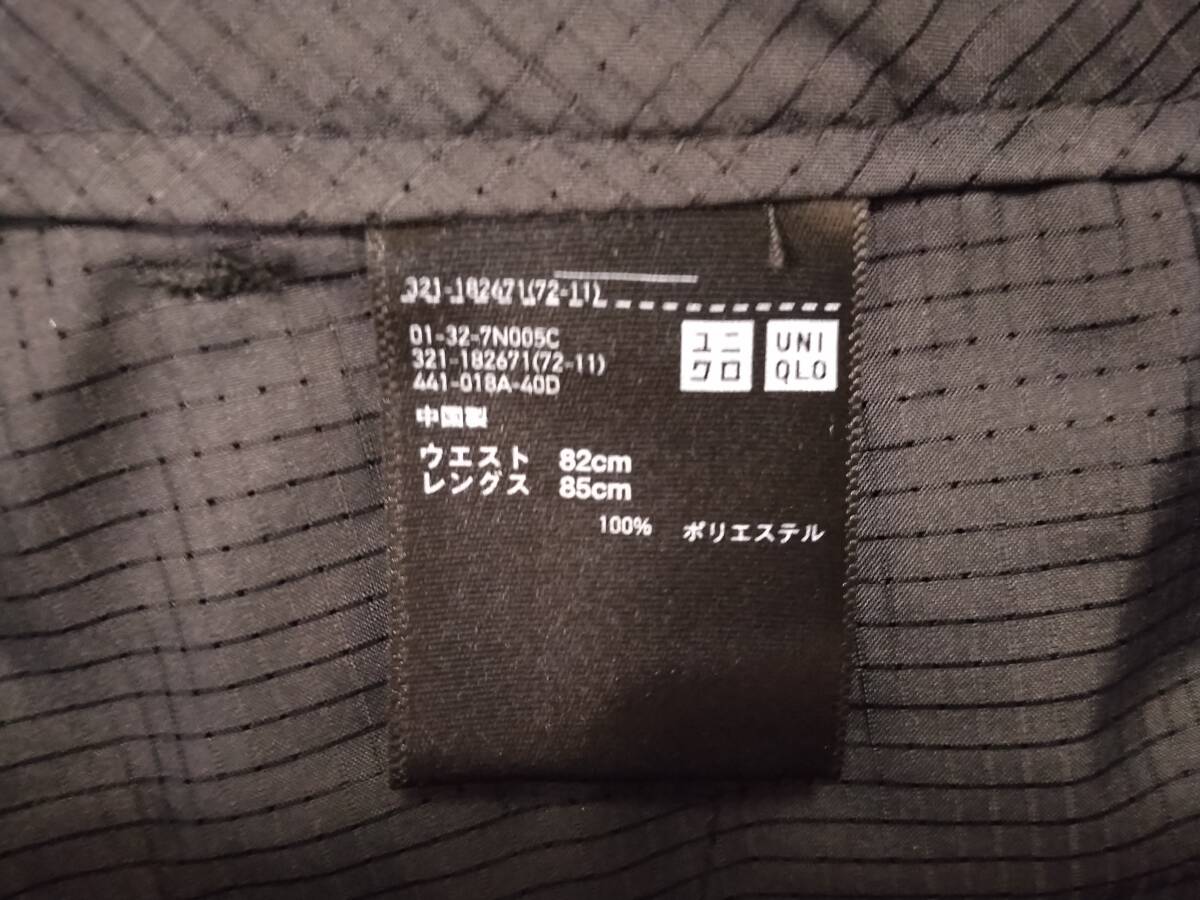 321-182671(72-11)
01-32-7N005C
321-182671(72-11)
441-018A-40D
ユニ
クロ
UNI
QLO
中国製
ウエスト 82cm
レングス 85cm
100% ポリエステル